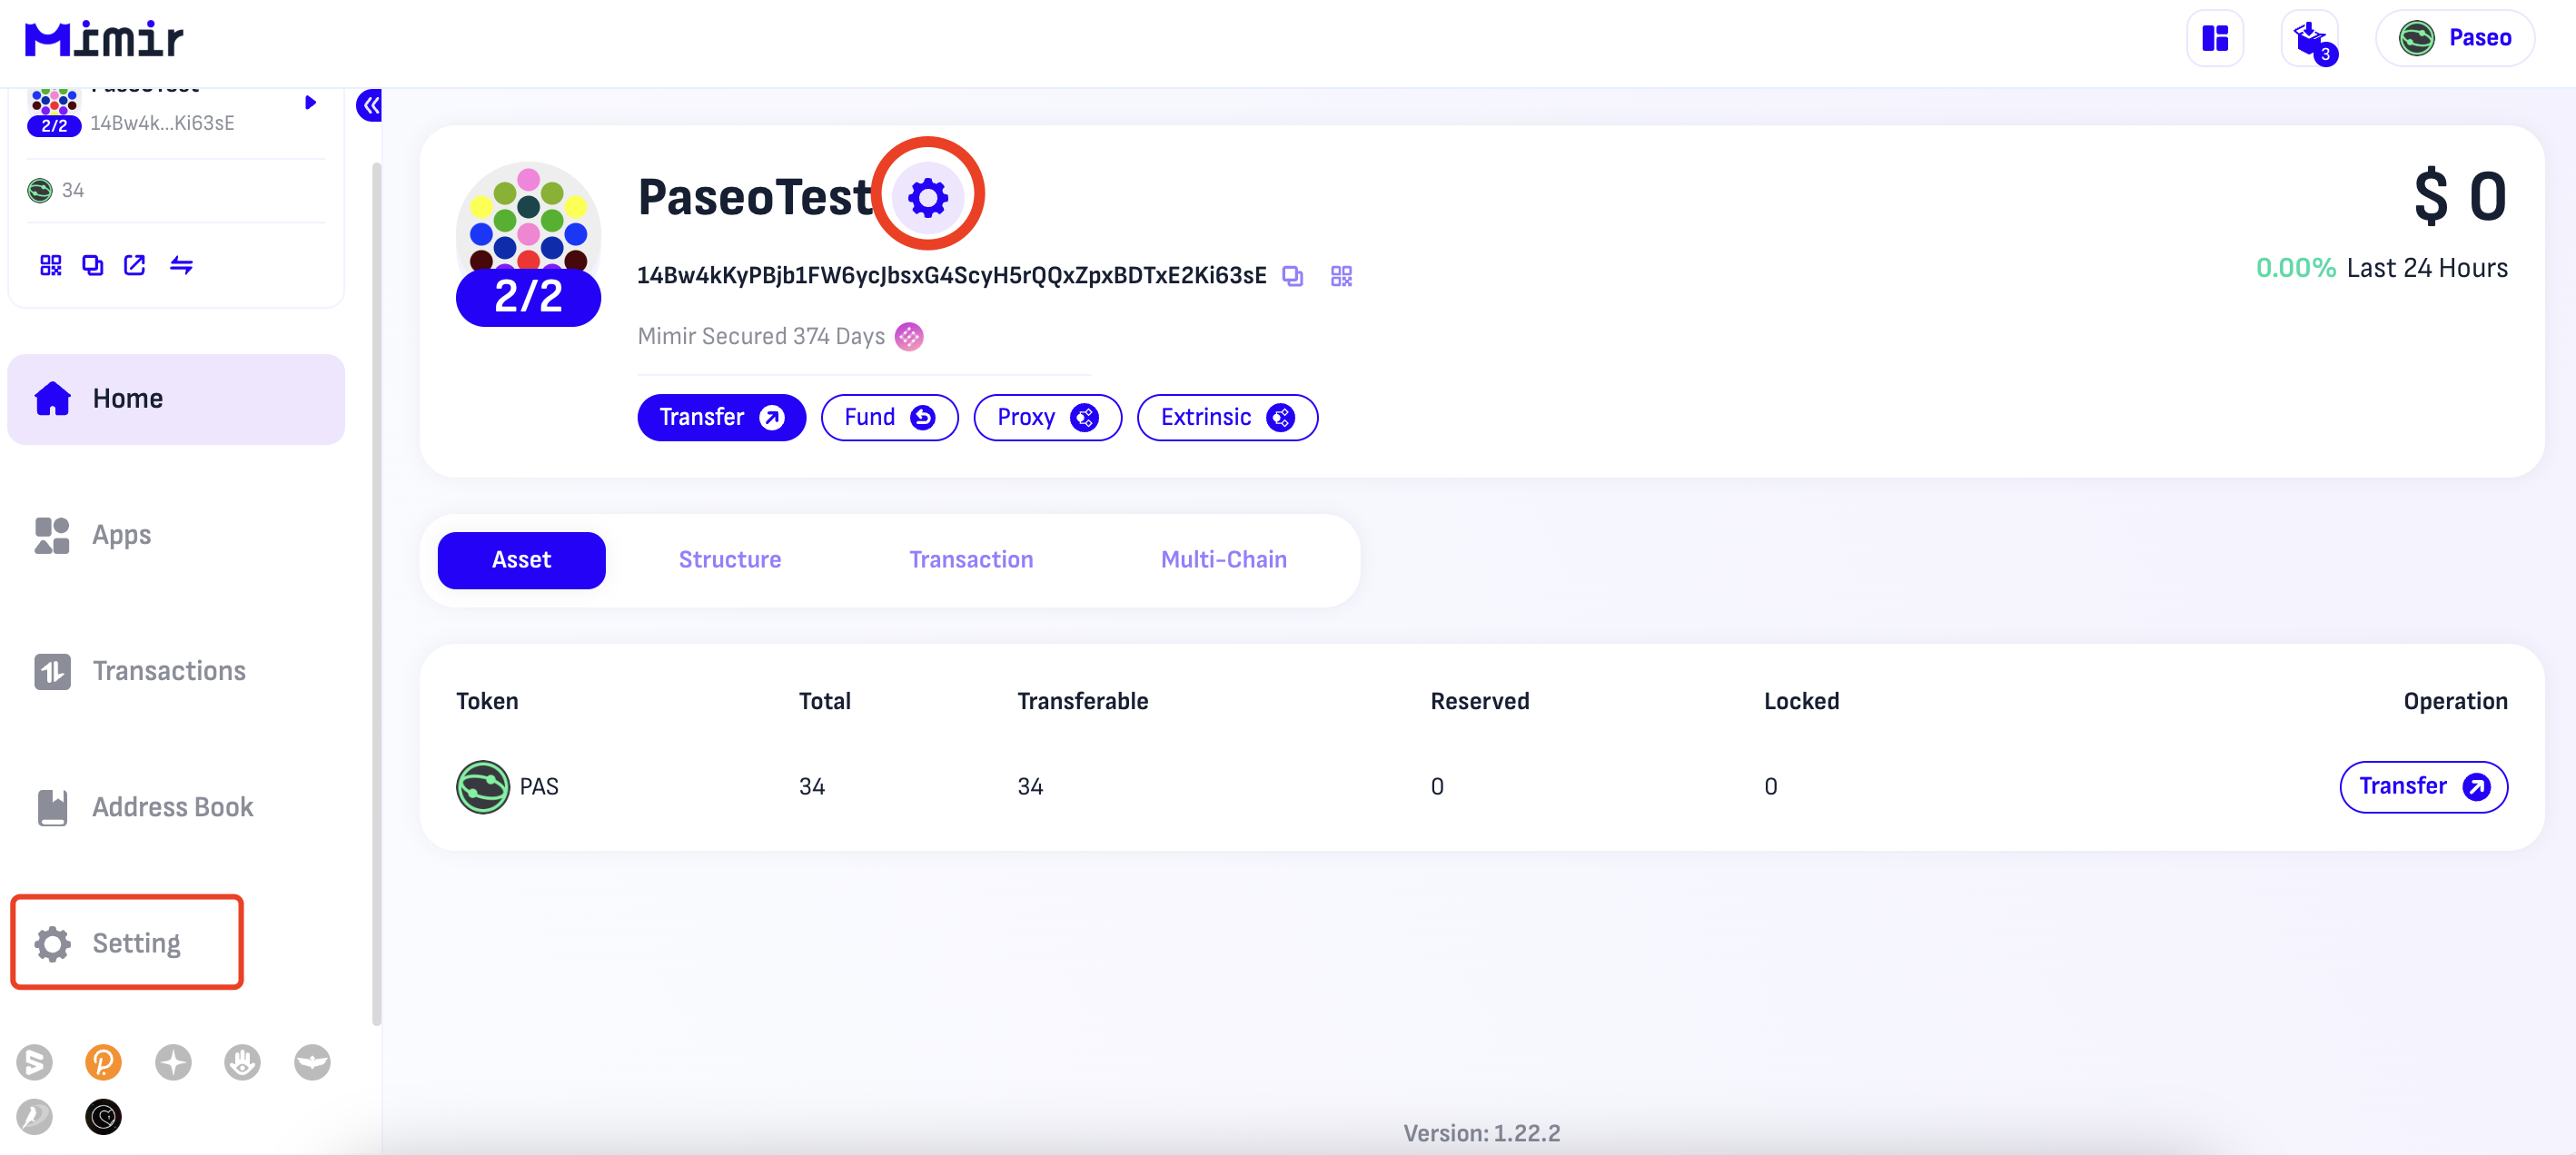 Mimir
3
Paseo
PaseoTest
2/2
14Bw4k...Ki63sE
34
Home
Apps
Transactions
Address Book
Setting
PaseoTest
2/2
14Bw4kKyPBjb1FW6ycJbsxG4ScyH5rQQxZpxBDTxE2Ki63sE
Mimir Secured 374 Days
Transfer
Fund
Proxy
Extrinsic
$ 0
0.00% Last 24 Hours
Asset
Structure
Transaction
Multi-Chain
Token
Total
Transferable
Reserved
Locked
Operation
PAS
34
34
0
0
Transfer
Version: 1.22.2